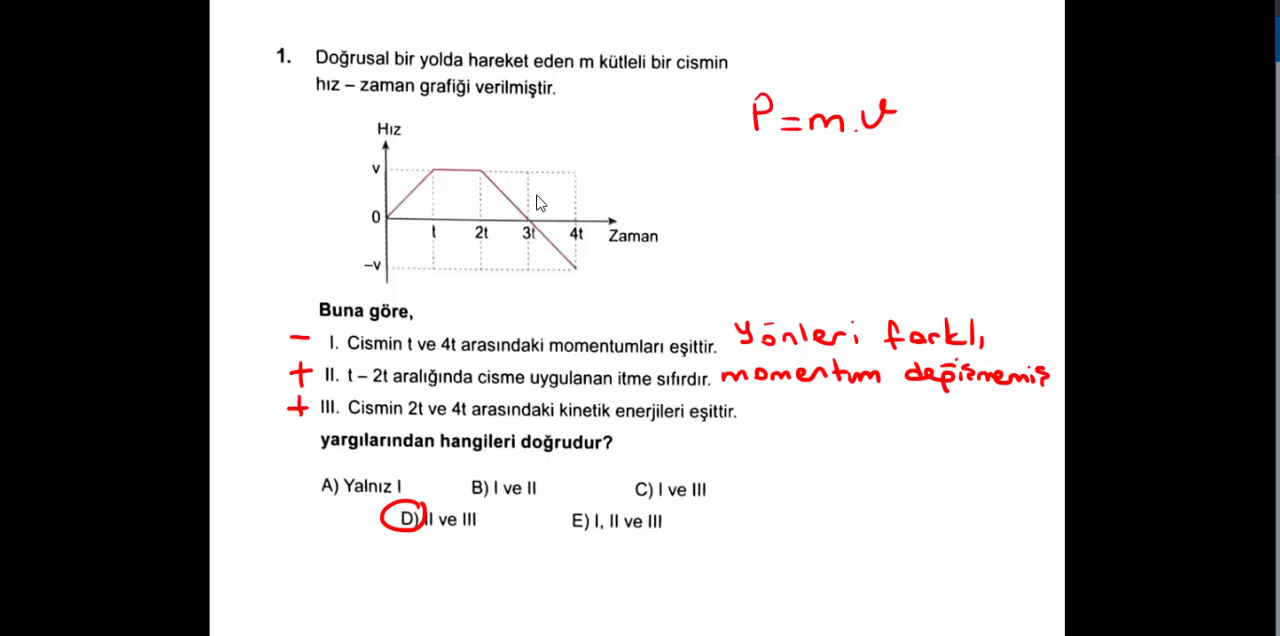 1. Doğrusal bir yolda hareket eden m kütleli bir cismin
hız – zaman grafiği verilmiştir.
P = m.v
Hız
v
0
t 2t 3t 4t Zaman
–v
Buna göre,
– I. Cismin t ve 4t arasındaki momentumları eşittir. Yönleri farklı
+ II. t – 2t aralığında cisme uygulanan itme sıfırdır. momentum değişmemiş
+ III. Cismin 2t ve 4t arasındaki kinetik enerjileri eşittir.
yargılarından hangileri doğrudur?
A) Yalnız I B) I ve II C) I ve III
D) II ve III E) I, II ve III